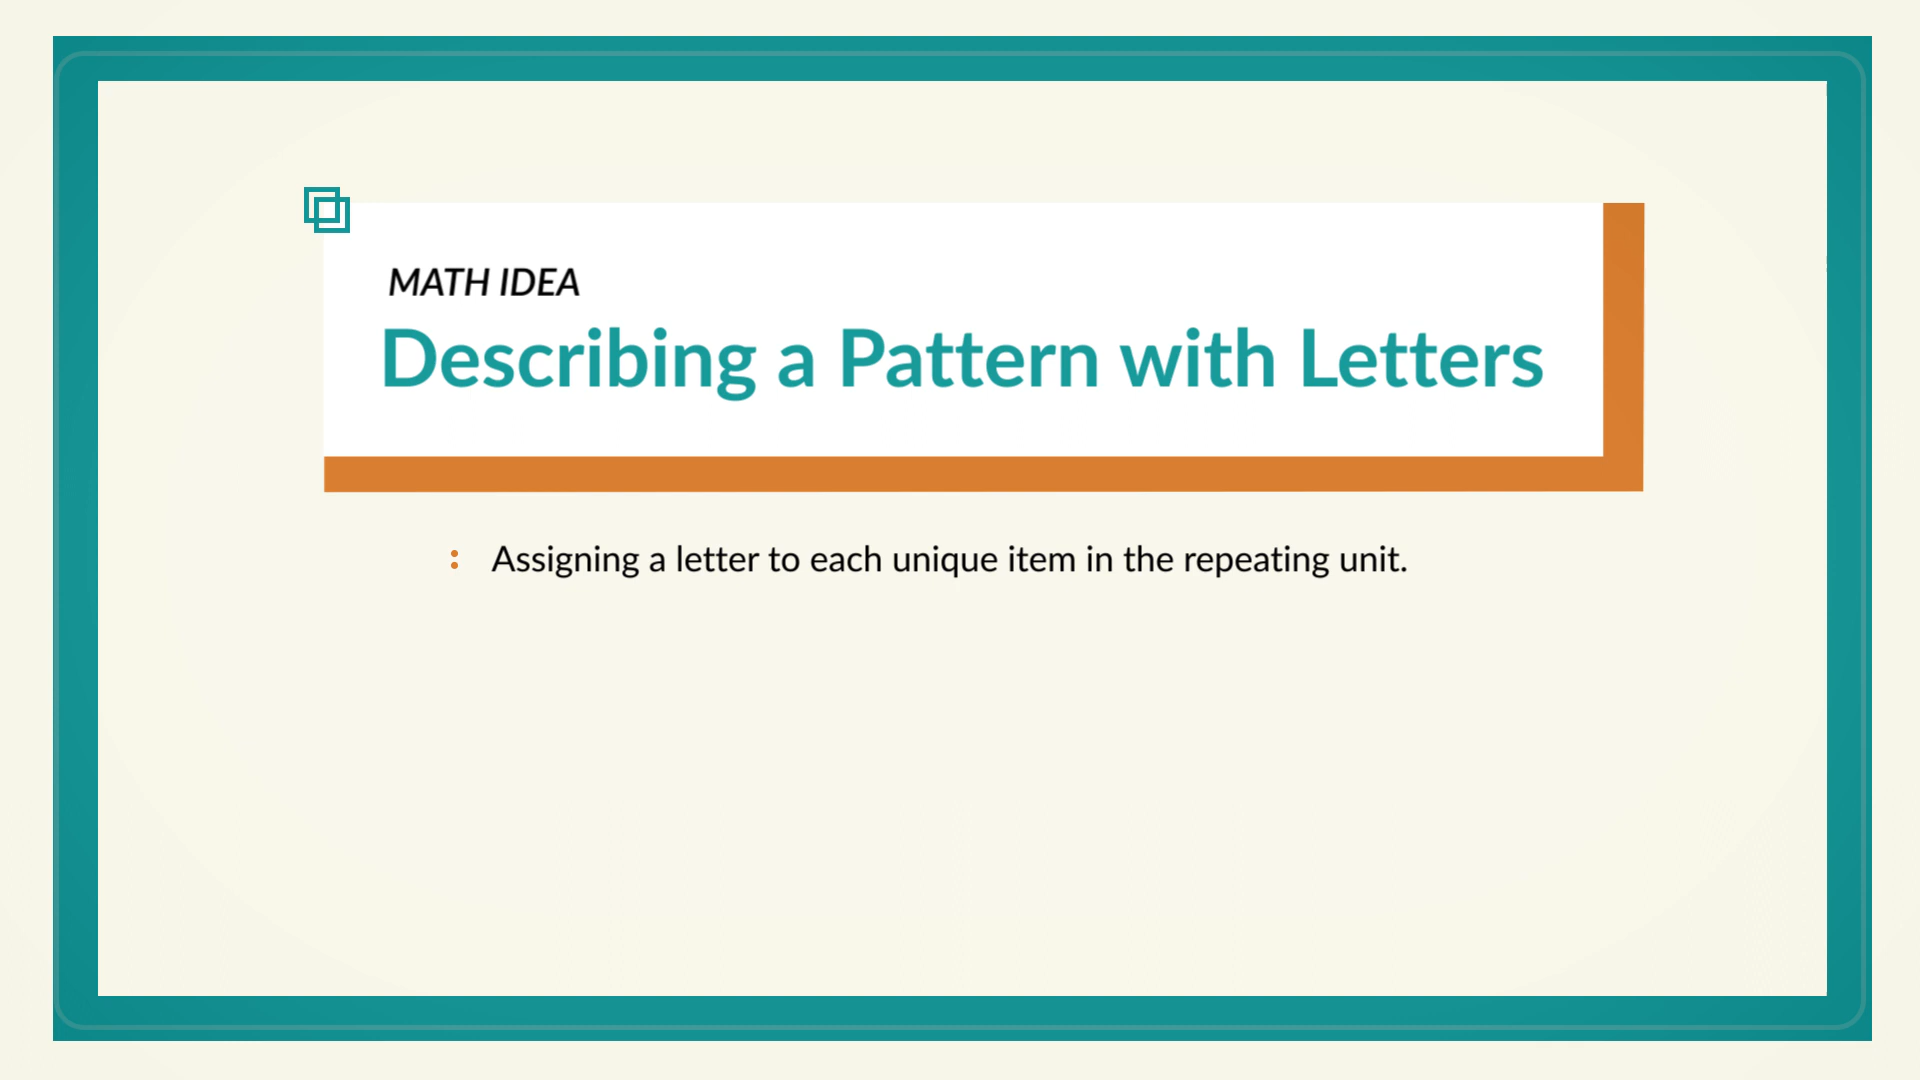 MATH IDEA
Describing a Pattern with Letters
Assigning a letter to each unique item in the repeating unit.